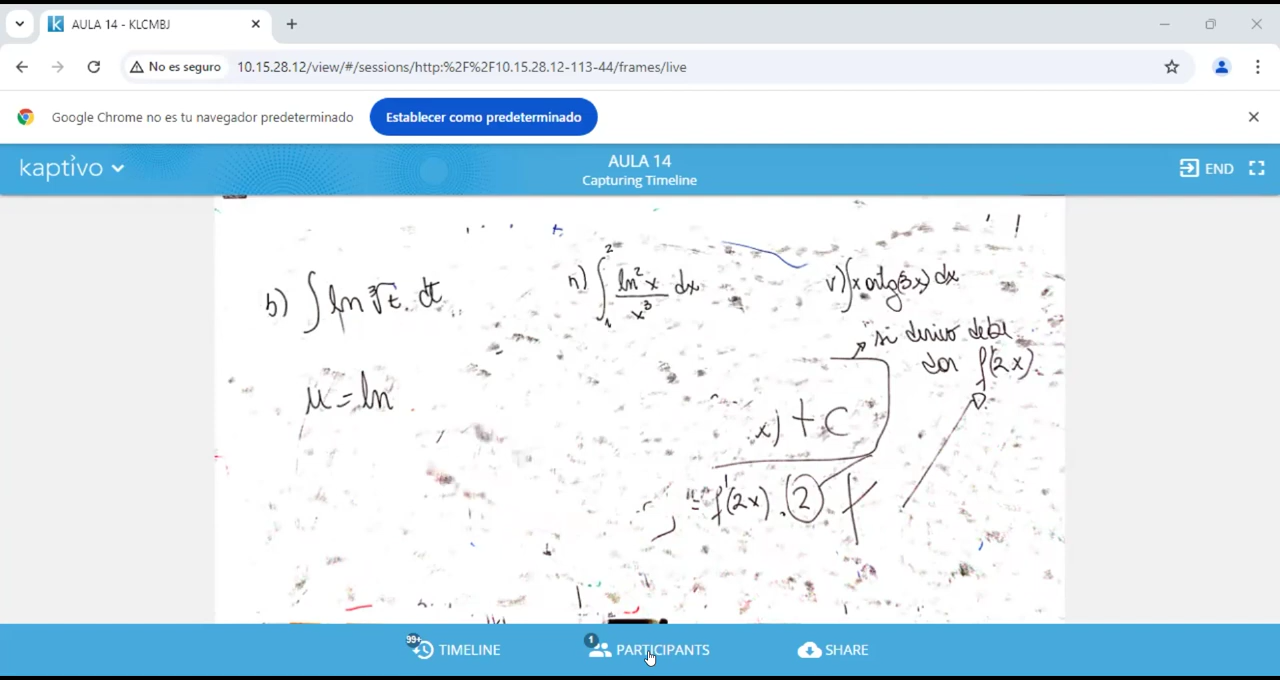 AULA 14 - KLCMBJ
No es seguro 10.15.28.12/view/#/sessions/http:%2F%2F10.15.28.12-113-44/frames/live
Google Chrome no es tu navegador predeterminado Establecer como predeterminado
kaptivo AULA 14 END
Capturing Timeline
b) ∫ ln ∛t . dt
n) ∫₁² ln²x / x³ dx
v) ∫x artg(3x) dx
si derivo debe
dar f'(2x).
μ = ln
x) + C
= f'(2x) . 2
99+ TIMELINE 1 PARTICIPANTS SHARE